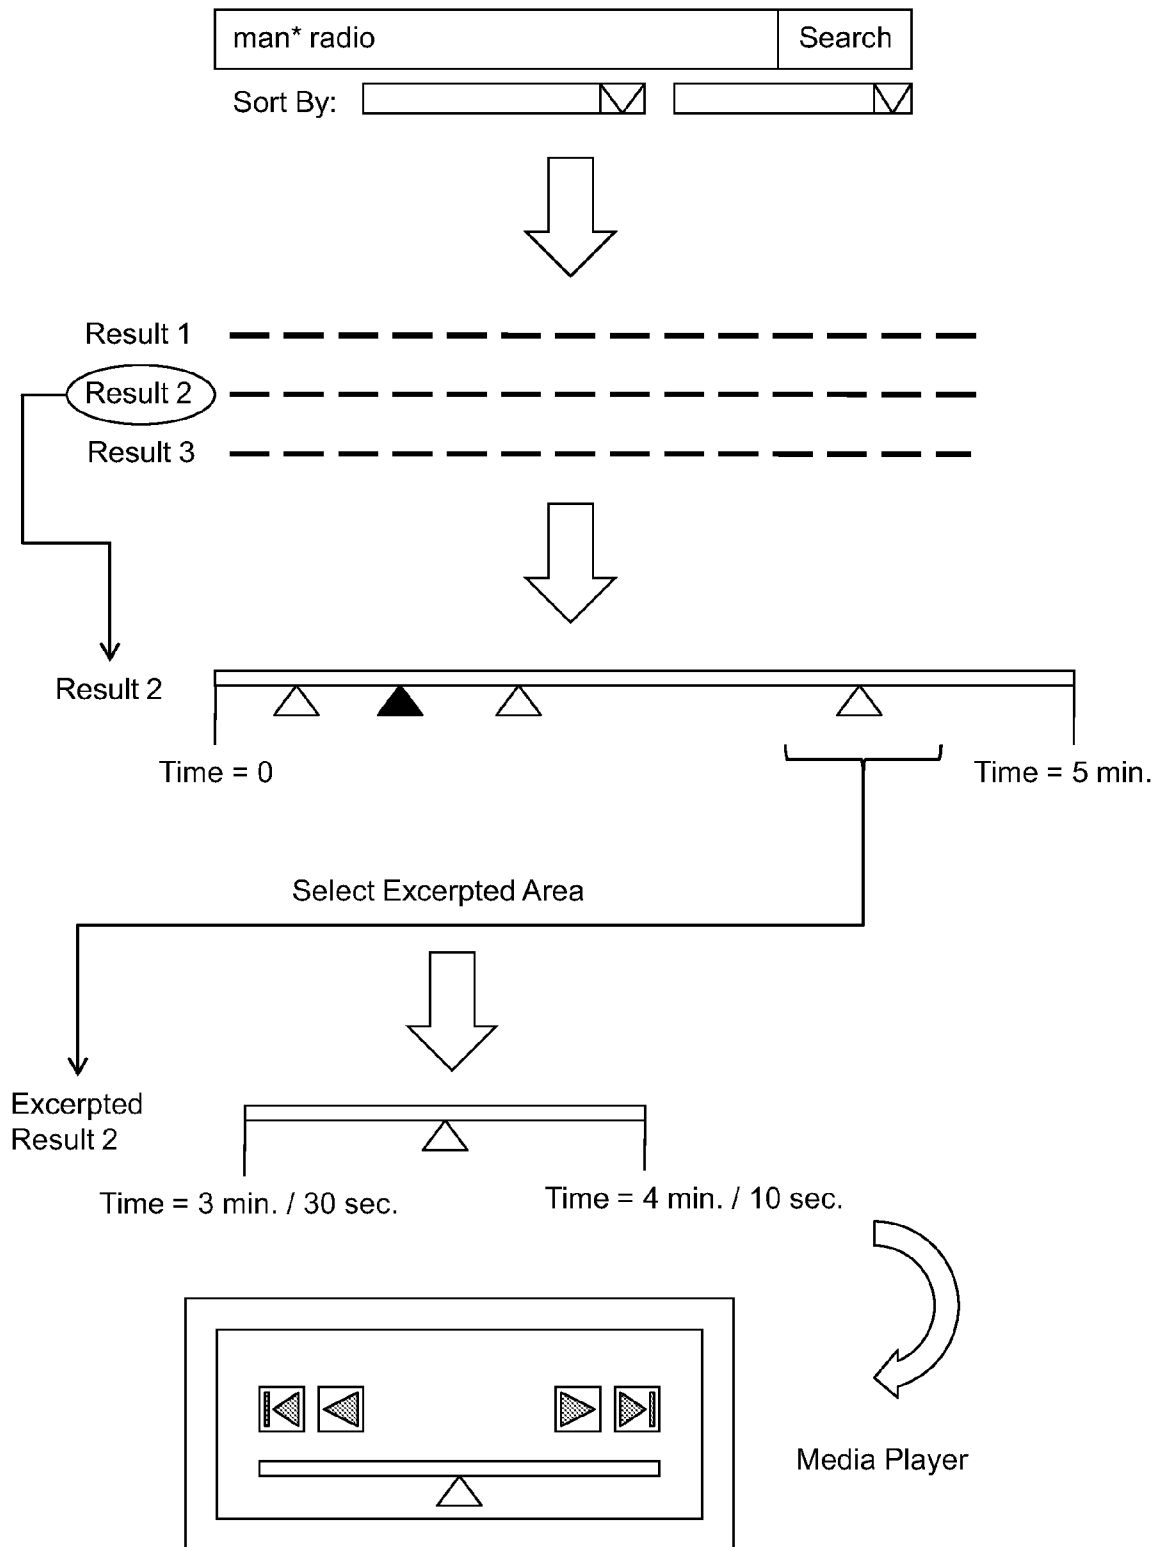 man* radio Search
Sort By:
Result 1
Result 2
Result 3
Result 2
Time = 0 Time = 5 min.
Select Excerpted Area
Excerpted
Result 2
Time = 3 min. / 30 sec. Time = 4 min. / 10 sec.
Media Player